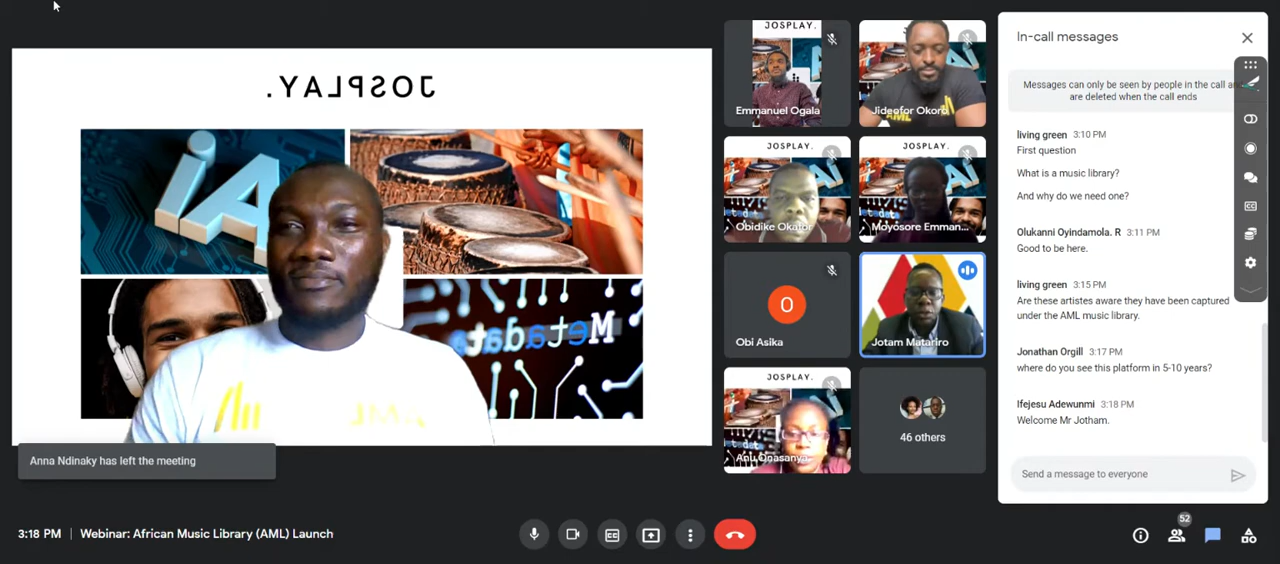 JOSPLAY.
AI
Metadata
Anna Ndinaky has left the meeting
JOSPLAY.
Emmanuel Ogala
Jideofor Okoro
JOSPLAY.
Obidike Okafor
Moyosore Emman...
O
Obi Asika
Jotam Matariro
JOSPLAY.
Anu Onasanya
46 others
In-call messages
Messages can only be seen by people in the call and
are deleted when the call ends
living green 3:10 PM
First question
What is a music library?
And why do we need one?
Olukanni Oyindamola. R 3:11 PM
Good to be here.
living green 3:15 PM
Are these artistes aware they have been captured
under the AML music library.
Jonathan Orgill 3:17 PM
where do you see this platform in 5-10 years?
Ifejesu Adewunmi 3:18 PM
Welcome Mr Jotham.
Send a message to everyone
3:18 PM | Webinar: African Music Library (AML) Launch
52